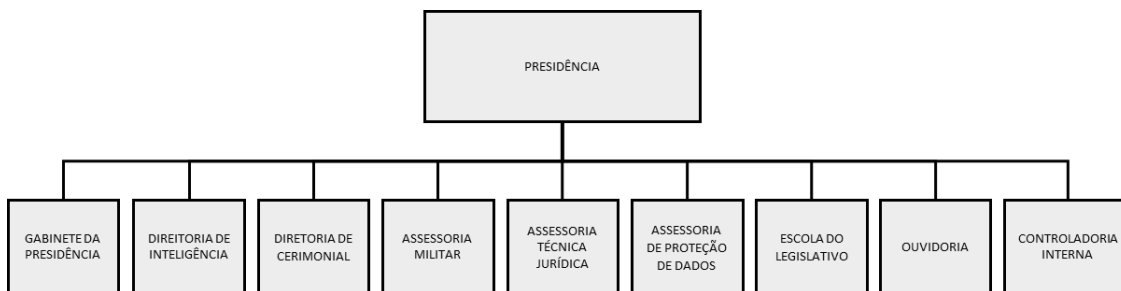 PRESIDÊNCIA
GABINETE DA
PRESIDÊNCIA
DIREITORIA DE
INTELIGÊNCIA
DIRETORIA DE
CERIMONIAL
ASSESSORIA
MILITAR
ASSESSORIA
TÉCNICA
JURÍDICA
ASSESSORIA
DE PROTEÇÃO
DE DADOS
ESCOLA DO
LEGISLATIVO
OUVIDORIA
CONTROLADORIA
INTERNA